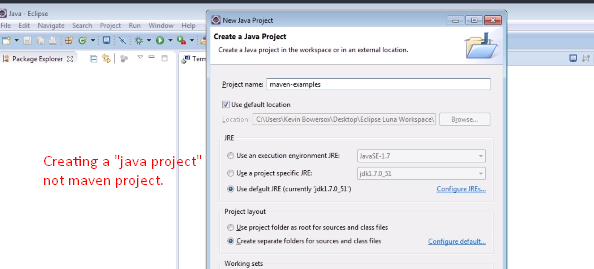 Java - Eclipse
File Edit Navigate Search Project Run Window Help
Package Explorer
Term
Creating a "java project"
not maven project.
New Java Project
Create a Java Project
Create a Java project in the workspace or in an external location.
Project name: maven-examples
Use default location
Location: C:\Users\Kevin Bowersox\Desktop\Eclipse Luna Workspace\ Browse...
JRE
Use an execution environment JRE: JavaSE-1.7
Use a project specific JRE: jdk1.7.0_51
Use default JRE (currently 'jdk1.7.0_51') Configure JREs...
Project layout
Use project folder as root for sources and class files
Create separate folders for sources and class files Configure default...
Working sets